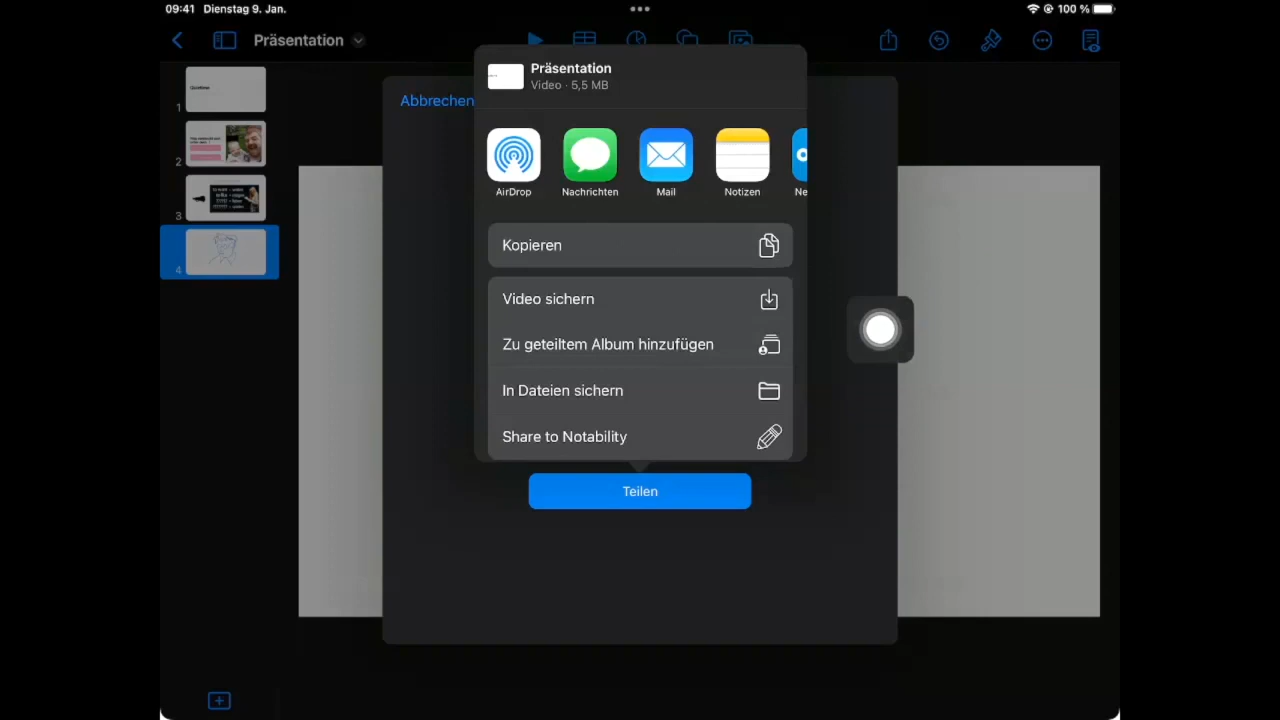 09:41 Dienstag 9. Jan.
100 %
Präsentation
Präsentation
Video · 5,5 MB
Abbrechen
AirDrop
Nachrichten
Mail
Notizen
Ne
Kopieren
Video sichern
Zu geteiltem Album hinzufügen
In Dateien sichern
Share to Notability
Teilen
1
2
3
4